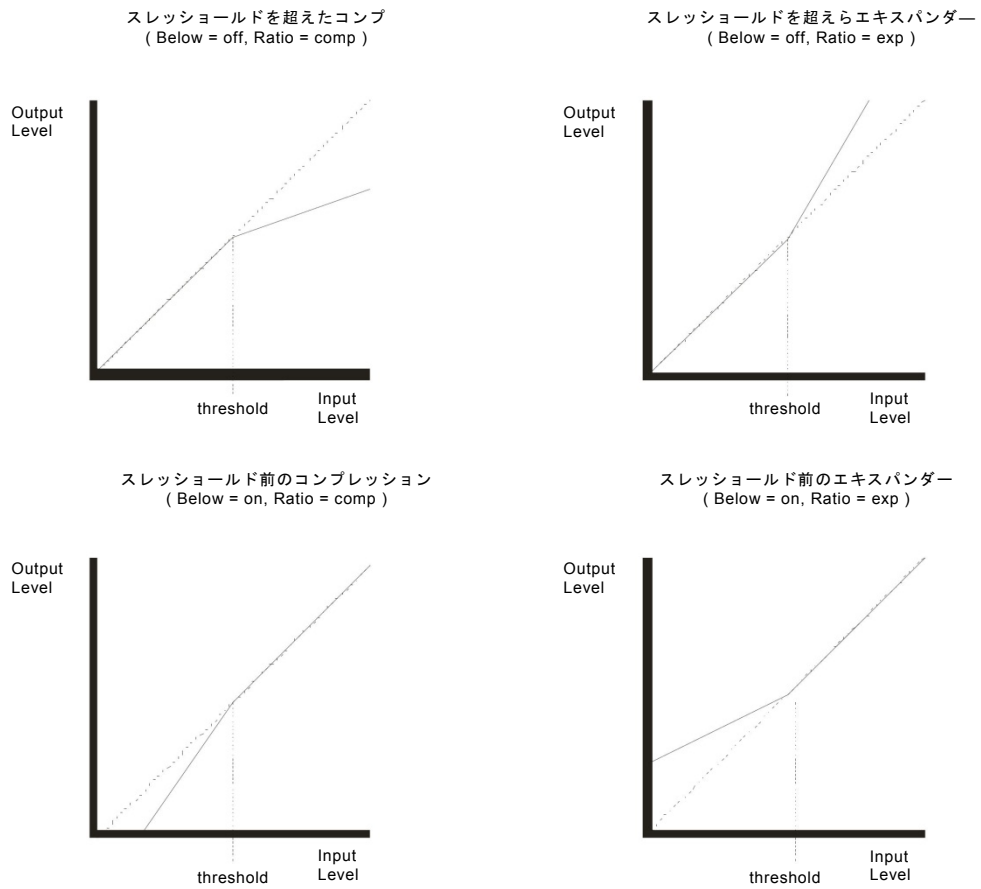 スレッショールドを超えたコンプ
( Below = off, Ratio = comp )
Output
Level
threshold
Input
Level
スレッショールドを超えらエキスパンダ―
( Below = off, Ratio = exp )
Output
Level
threshold
Input
Level
スレッショールド前のコンプレッション
( Below = on, Ratio = comp )
Output
Level
threshold
Input
Level
スレッショールド前のエキスパンダー
( Below = on, Ratio = exp )
Output
Level
threshold
Input
Level